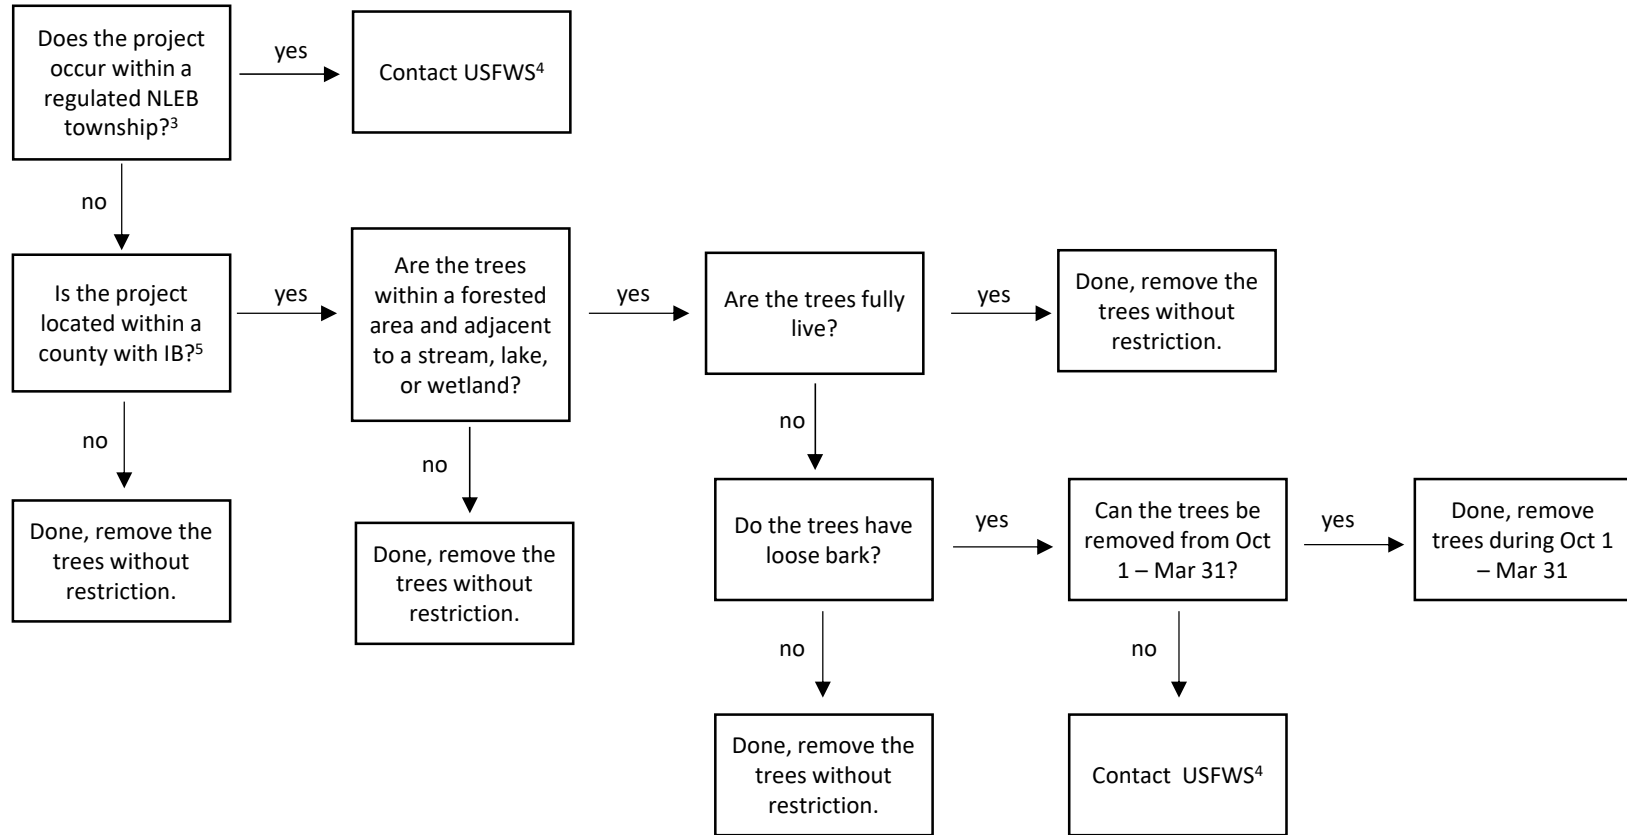 Does the project
occur within a
regulated NLEB
township?³
yes
Contact USFWS⁴
no
Is the project
located within a
county with IB?⁵
yes
Are the trees
within a forested
area and adjacent
to a stream, lake,
or wetland?
yes
Are the trees fully
live?
yes
Done, remove the
trees without
restriction.
no
no
no
Done, remove the
trees without
restriction.
Done, remove the
trees without
restriction.
Do the trees have
loose bark?
yes
Can the trees be
removed from Oct
1 – Mar 31?
yes
Done, remove
trees during Oct 1
– Mar 31
no
no
Done, remove the
trees without
restriction.
Contact  USFWS⁴